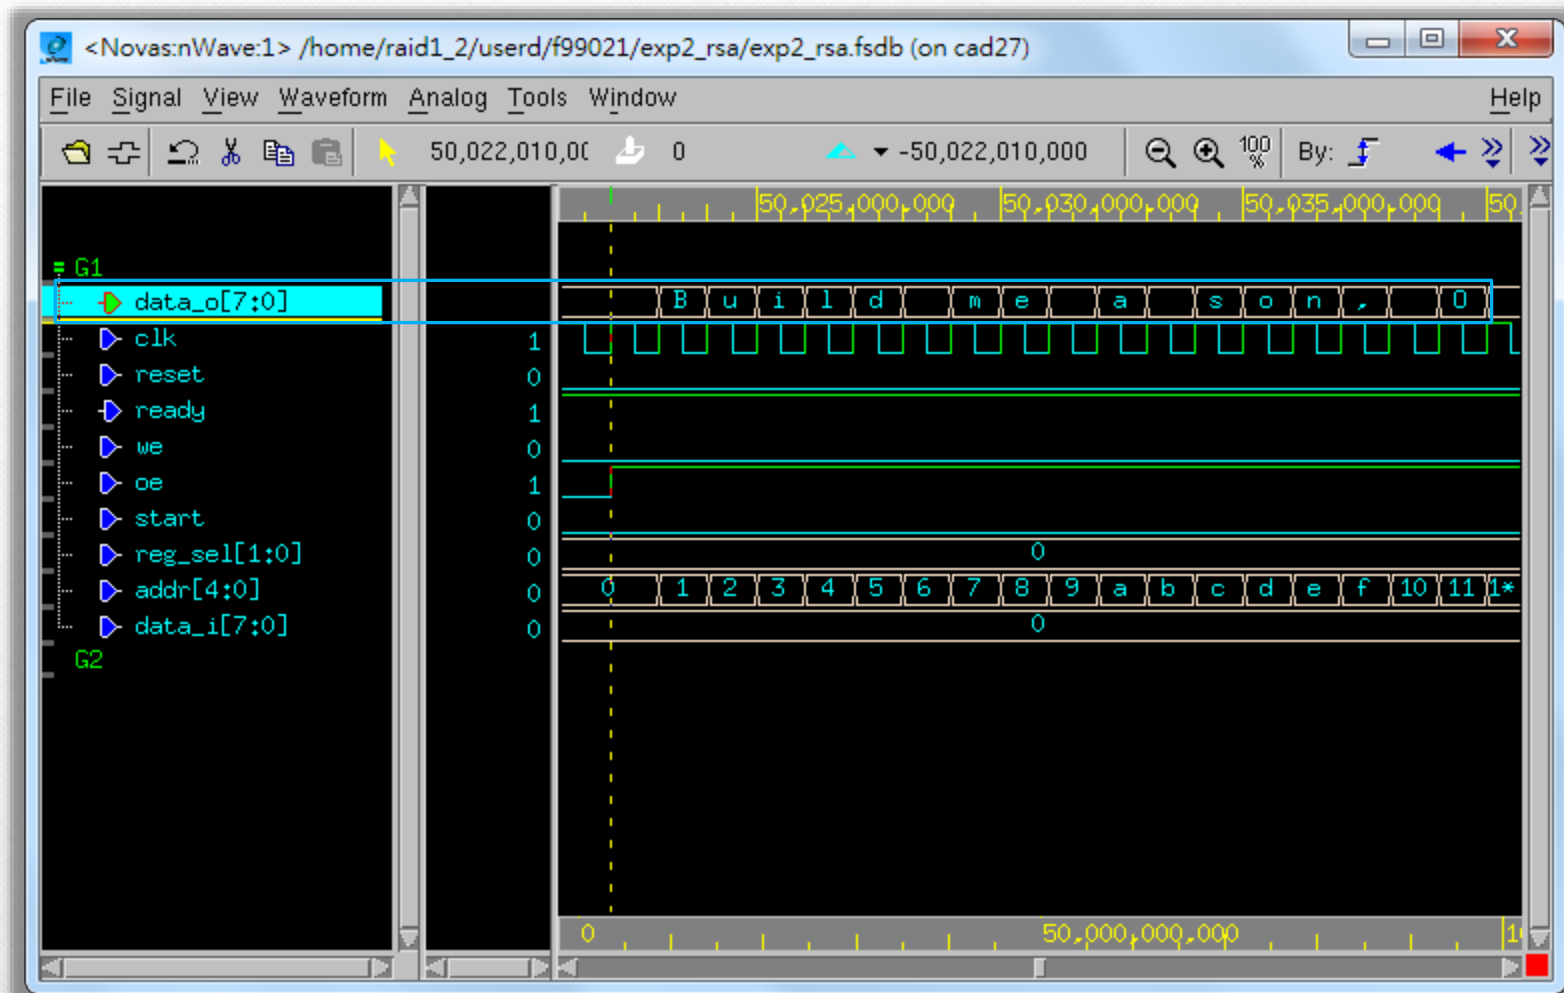 <Novas:nWave:1> /home/raid1_2/userd/f99021/exp2_rsa/exp2_rsa.fsdb (on cad27)
File Signal View Waveform Analog Tools Window Help
50,022,010,00 0 -50,022,010,000 100 % By:
50,025,000,000 50,030,000,000 50,035,000,000 50
G1
data_o[7:0] B u i l d m e a s o n , O
clk 1
reset 0
ready 1
we 0
oe 1
start 0
reg_sel[1:0] 0 0
addr[4:0] 0 0 1 2 3 4 5 6 7 8 9 a b c d e f 10 11 1*
data_i[7:0] 0 0
G2
0 50,000,000,000 1